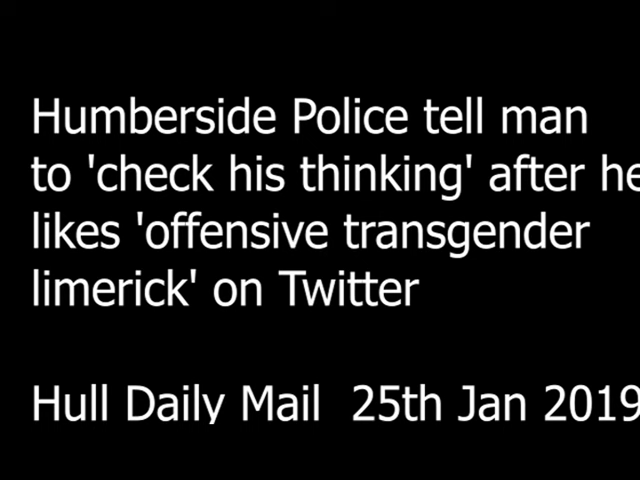 Humberside Police tell man
to 'check his thinking' after he
likes 'offensive transgender
limerick' on Twitter
Hull Daily Mail 25th Jan 2019